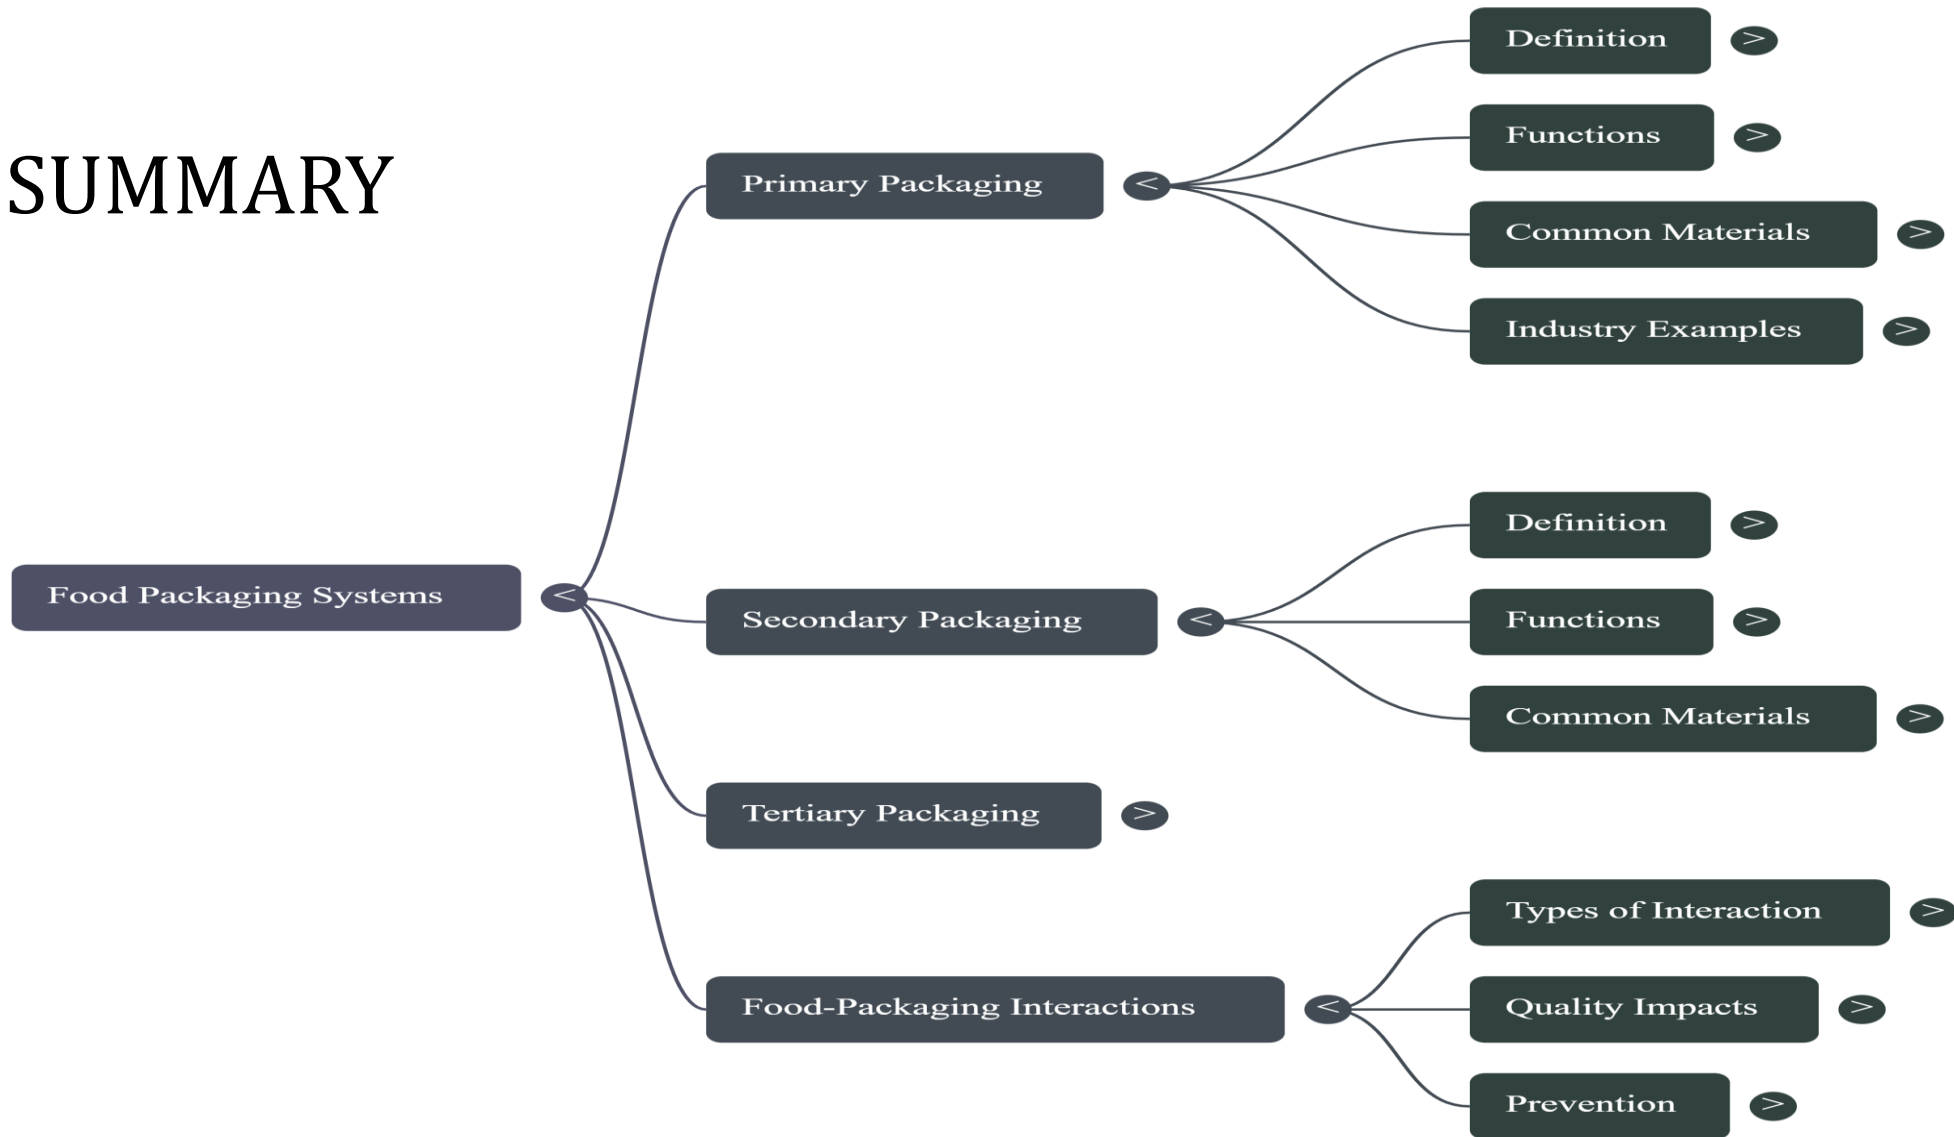 SUMMARY
Food Packaging Systems
<
Primary Packaging
<
Definition
>
Functions
>
Common Materials
>
Industry Examples
>
Secondary Packaging
<
Definition
>
Functions
>
Common Materials
>
Tertiary Packaging
>
Food-Packaging Interactions
<
Types of Interaction
>
Quality Impacts
>
Prevention
>